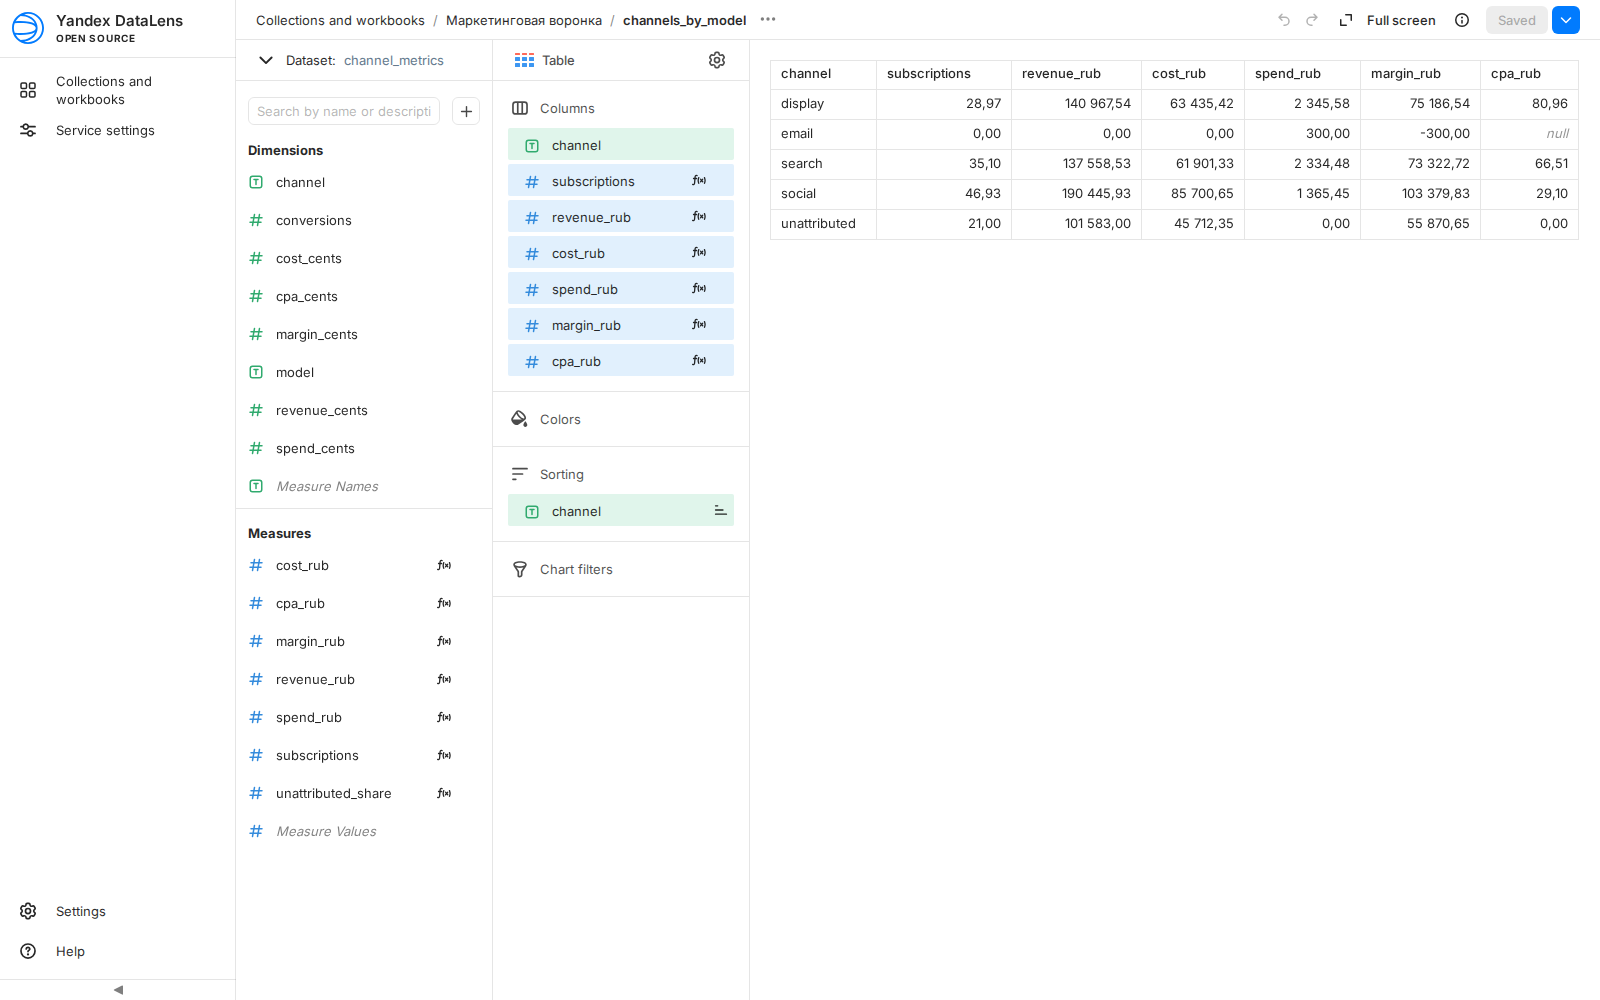 Yandex DataLens
OPEN SOURCE
Collections and
workbooks
Service settings
Settings
Help
Collections and workbooks / Маркетинговая воронка / channels_by_model
Full screen
Saved
Dataset: channel_metrics
Search by name or descripti
Dimensions
channel
conversions
cost_cents
cpa_cents
margin_cents
model
revenue_cents
spend_cents
Measure Names
Measures
cost_rub
cpa_rub
margin_rub
revenue_rub
spend_rub
subscriptions
unattributed_share
Measure Values
Table
Columns
channel
subscriptions
revenue_rub
cost_rub
spend_rub
margin_rub
cpa_rub
Colors
Sorting
channel
Chart filters
channel subscriptions revenue_rub cost_rub spend_rub margin_rub cpa_rub
display 28,97 140 967,54 63 435,42 2 345,58 75 186,54 80,96
email 0,00 0,00 0,00 300,00 -300,00 null
search 35,10 137 558,53 61 901,33 2 334,48 73 322,72 66,51
social 46,93 190 445,93 85 700,65 1 365,45 103 379,83 29,10
unattributed 21,00 101 583,00 45 712,35 0,00 55 870,65 0,00